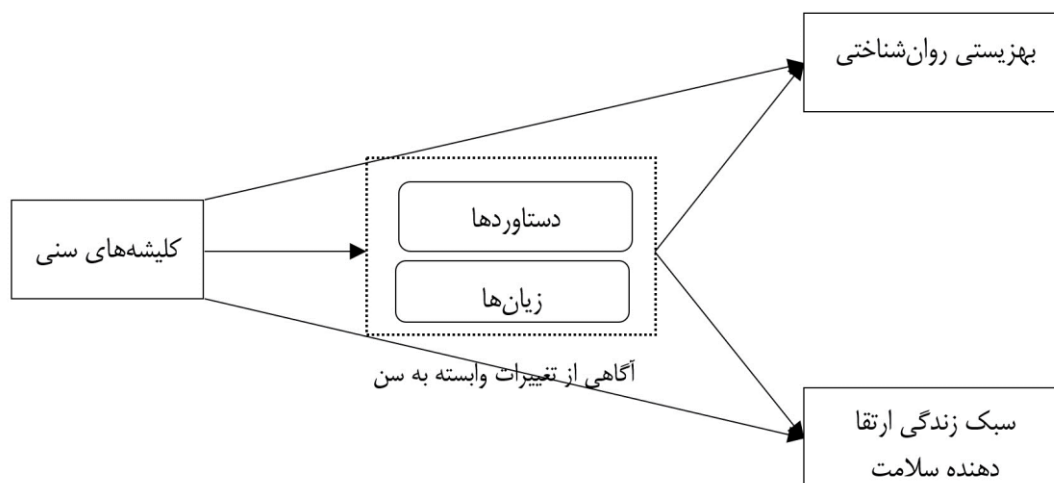 بهزیستی روان‌شناختی
دستاوردها
کلیشه‌های سنی
زیان‌ها
آگاهی از تغییرات وابسته به سن
سبک زندگی ارتقا
دهنده سلامت